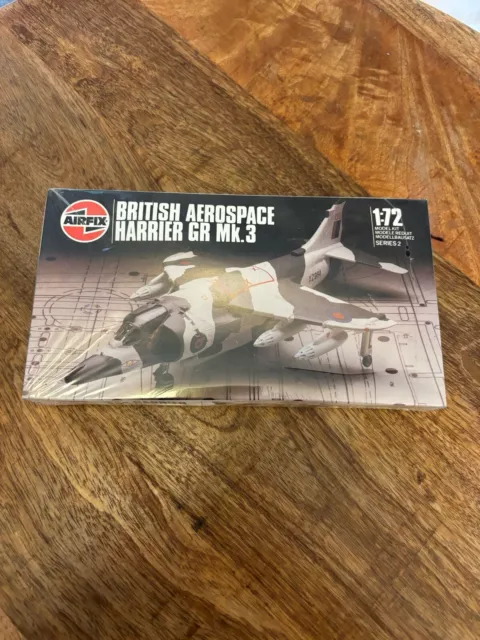 AIRFIX
BRITISH AEROSPACE
HARRIER GR Mk.3
1:72
MODEL KIT
MODELE REDUIT
MODELLBAUSATZ
SERIES 2